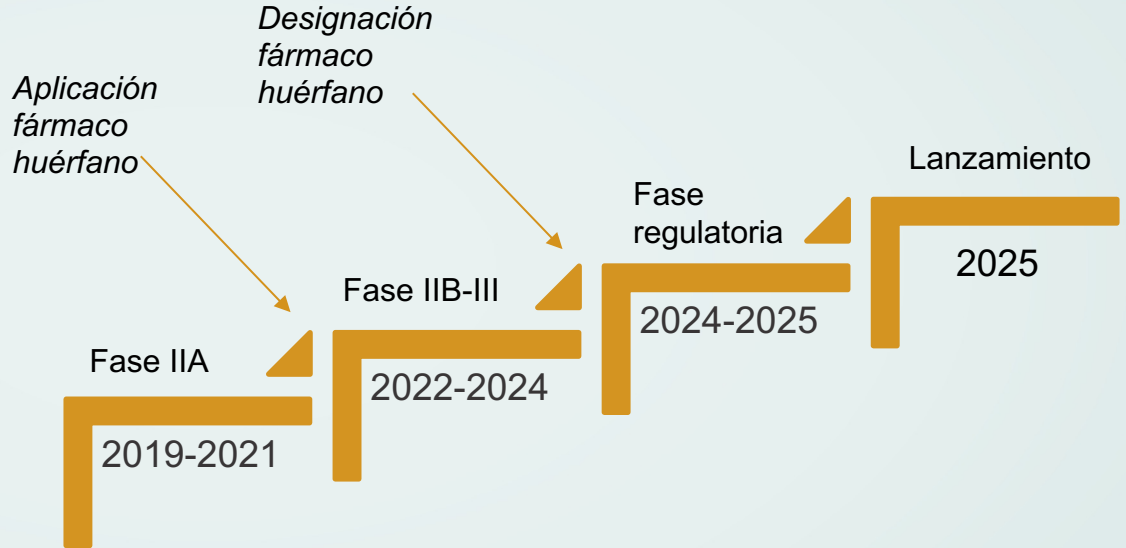 Designación
fármaco
huérfano
Aplicación
fármaco
huérfano
Lanzamiento
2025
Fase
regulatoria
2024-2025
Fase IIB-III
2022-2024
Fase IIA
2019-2021